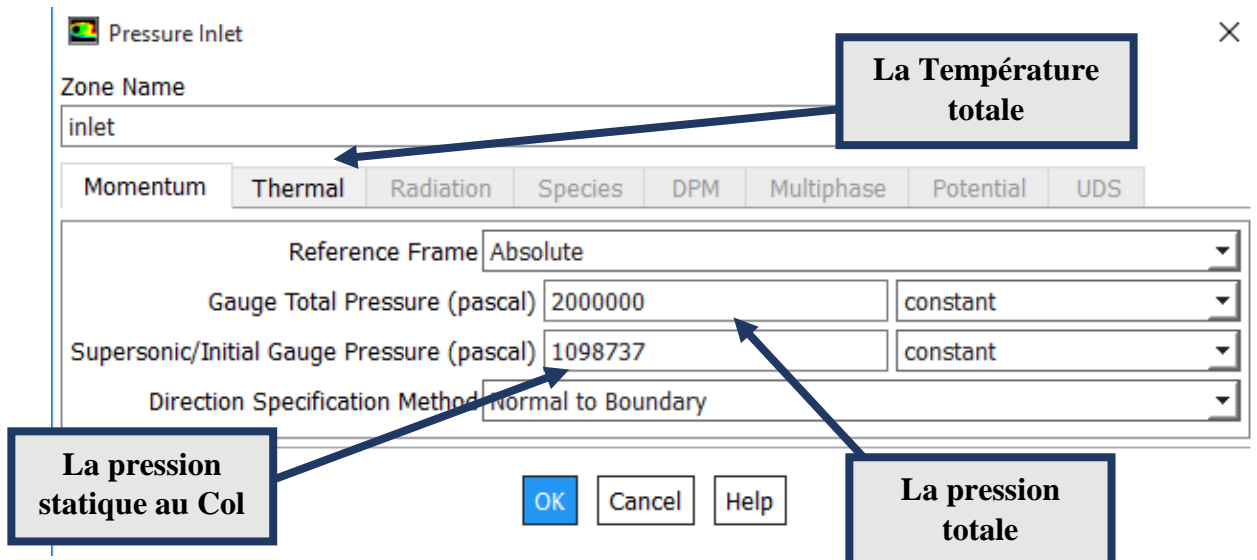 Pressure Inlet
La Température
totale
Zone Name
inlet
Momentum Thermal Radiation Species DPM Multiphase Potential UDS
Reference Frame Absolute
Gauge Total Pressure (pascal) 2000000 constant
Supersonic/Initial Gauge Pressure (pascal) 1098737 constant
Direction Specification Method Normal to Boundary
La pression
statique au Col
OK Cancel Help
La pression
totale